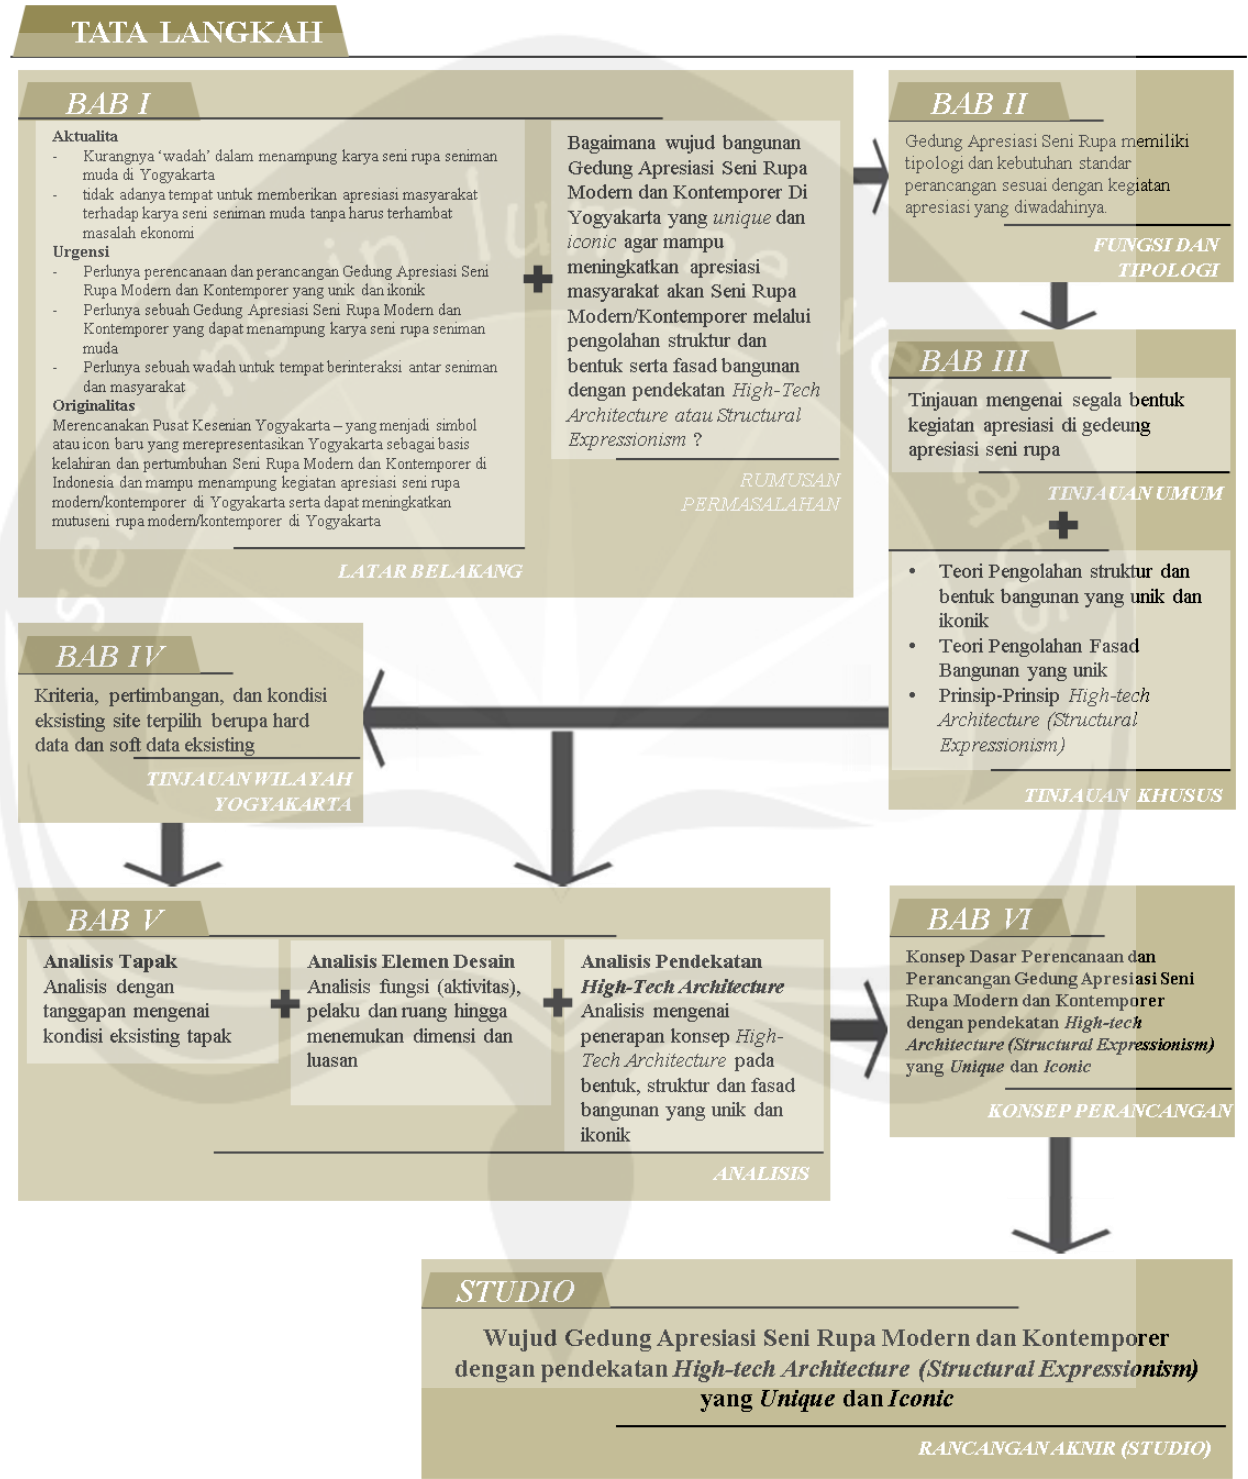 TATA LANGKAH
BAB I
Aktualita
- Kurangnya ‘wadah’ dalam menampung karya seni rupa seniman
muda di Yogyakarta
- tidak adanya tempat untuk memberikan apresiasi masyarakat
terhadap karya seni seniman muda tanpa harus terhambat
masalah ekonomi
Urgensi
- Perlunya perencanaan dan perancangan Gedung Apresiasi Seni
Rupa Modern dan Kontemporer yang unik dan ikonik
- Perlunya sebuah Gedung Apresiasi Seni Rupa Modern dan
Kontemporer yang dapat menampung karya seni rupa seniman
muda
- Perlunya sebuah wadah untuk tempat berinteraksi antar seniman
dan masyarakat
Originalitas
Merencanakan Pusat Kesenian Yogyakarta – yang menjadi simbol
atau icon baru yang merepresentasikan Yogyakarta sebagai basis
kelahiran dan pertumbuhan Seni Rupa Modern dan Kontemporer di
Indonesia dan mampu menampung kegiatan apresiasi seni rupa
modern/kontemporer di Yogyakarta serta dapat meningkatkan
mutuseni rupa modern/kontemporer di Yogyakarta
LATAR BELAKANG
Bagaimana wujud bangunan
Gedung Apresiasi Seni Rupa
Modern dan Kontemporer Di
Yogyakarta yang unique dan
iconic agar mampu
meningkatkan apresiasi
masyarakat akan Seni Rupa
Modern/Kontemporer melalui
pengolahan struktur dan
bentuk serta fasad bangunan
dengan pendekatan High-Tech
Architecture atau Structural
Expressionism ?
RUMUSAN
PERMASALAHAN
BAB II
Gedung Apresiasi Seni Rupa memiliki
tipologi dan kebutuhan standar
perancangan sesuai dengan kegiatan
apresiasi yang diwadahinya.
FUNGSI DAN
TIPOLOGI
BAB III
Tinjauan mengenai segala bentuk
kegiatan apresiasi di gedeung
apresiasi seni rupa
TINJAUAN UMUM
• Teori Pengolahan struktur dan
bentuk bangunan yang unik dan
ikonik
• Teori Pengolahan Fasad
Bangunan yang unik
• Prinsip-Prinsip High-tech
Architecture (Structural
Expressionism)
TINJAUAN KHUSUS
BAB IV
Kriteria, pertimbangan, dan kondisi
eksisting site terpilih berupa hard
data dan soft data eksisting
TINJAUAN WILAYAH
YOGYAKARTA
BAB V
Analisis Tapak
Analisis dengan
tanggapan mengenai
kondisi eksisting tapak
Analisis Elemen Desain
Analisis fungsi (aktivitas),
pelaku dan ruang hingga
menemukan dimensi dan
luasan
Analisis Pendekatan
High-Tech Architecture
Analisis mengenai
penerapan konsep High-
Tech Architecture pada
bentuk, struktur dan fasad
bangunan yang unik dan
ikonik
ANALISIS
BAB VI
Konsep Dasar Perencanaan dan
Perancangan Gedung Apresiasi Seni
Rupa Modern dan Kontemporer
dengan pendekatan High-tech
Architecture (Structural Expressionism)
yang Unique dan Iconic
KONSEP PERANCANGAN
STUDIO
Wujud Gedung Apresiasi Seni Rupa Modern dan Kontemporer
dengan pendekatan High-tech Architecture (Structural Expressionism)
yang Unique dan Iconic
RANCANGAN AKNIR (STUDIO)
serviens in lumine veritatis